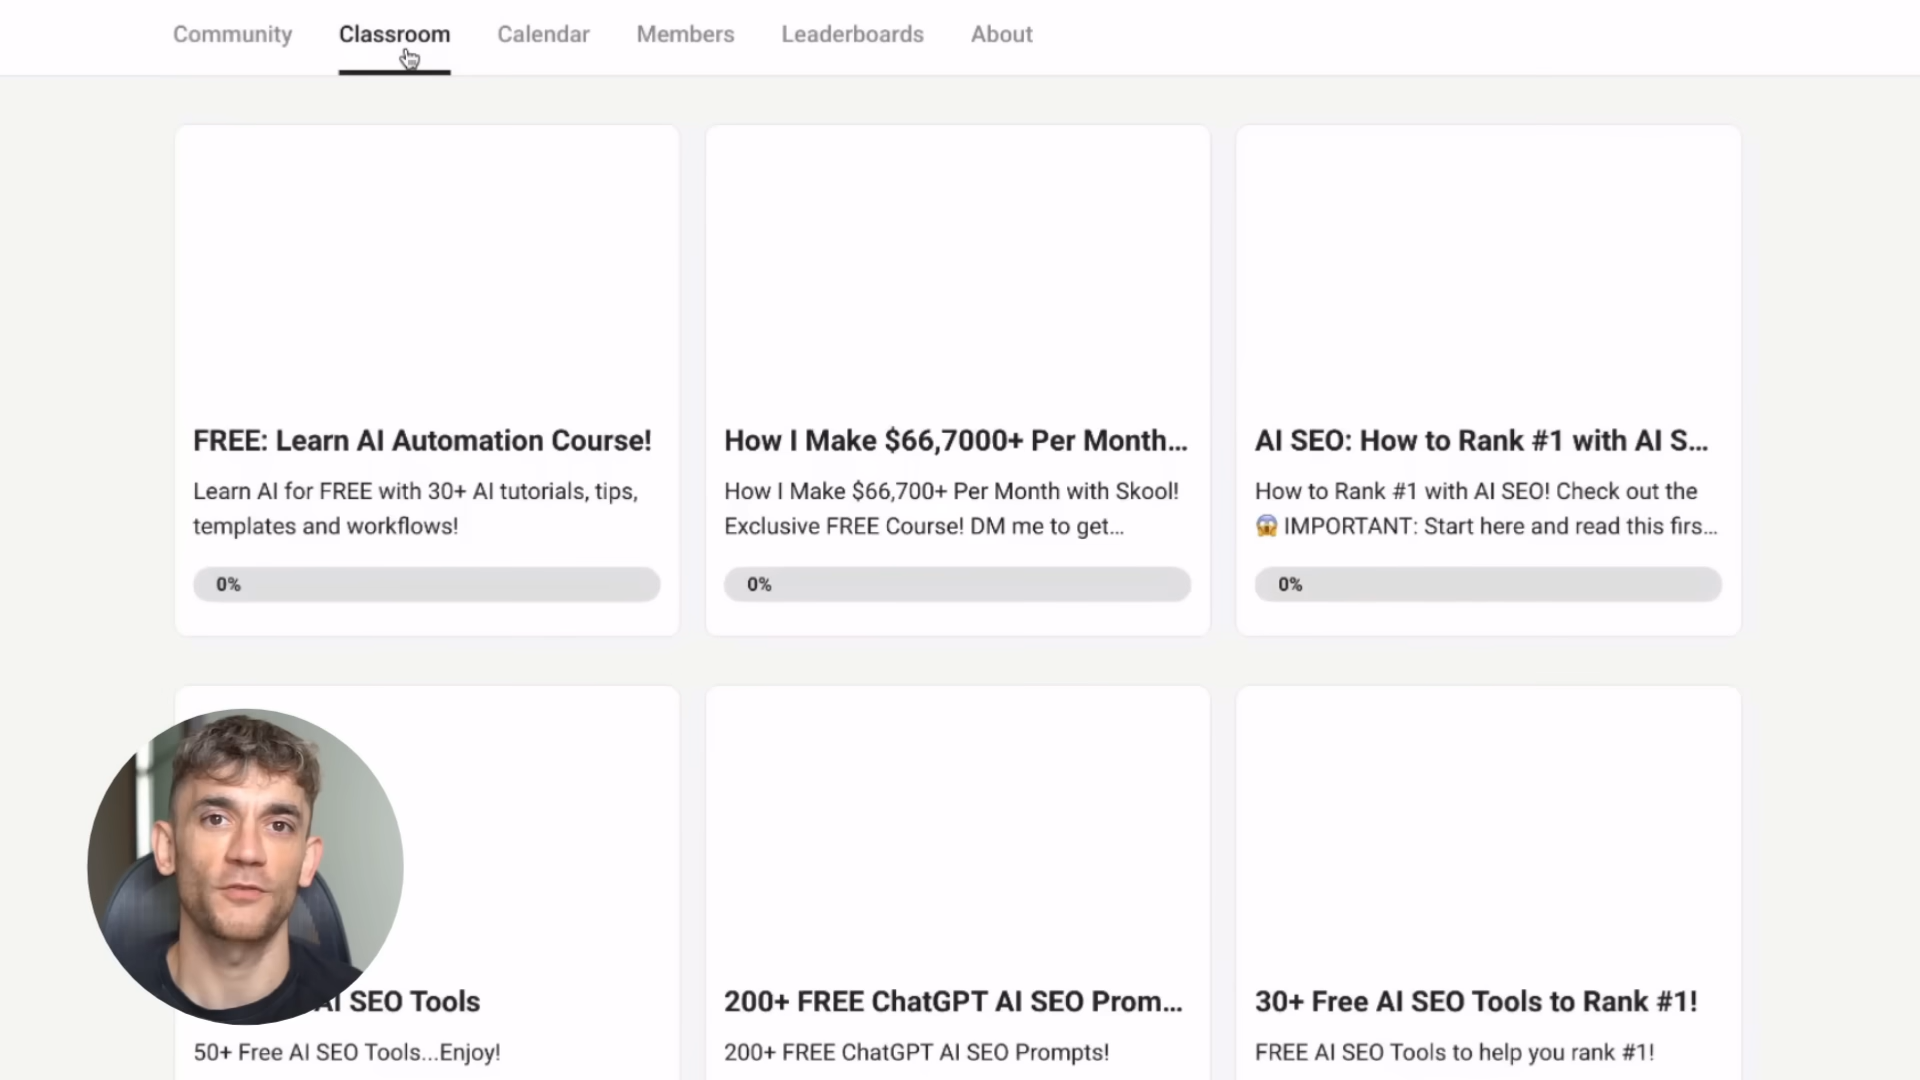 Community
Classroom
Calendar
Members
Leaderboards
About
FREE: Learn AI Automation Course!
Learn AI for FREE with 30+ AI tutorials, tips,
templates and workflows!
0%
How I Make $66,7000+ Per Month...
How I Make $66,700+ Per Month with Skool!
Exclusive FREE Course! DM me to get...
0%
AI SEO: How to Rank #1 with AI S...
How to Rank #1 with AI SEO! Check out the
😱 IMPORTANT: Start here and read this firs...
0%
AI SEO Tools
50+ Free AI SEO Tools...Enjoy!
200+ FREE ChatGPT AI SEO Prom...
200+ FREE ChatGPT AI SEO Prompts!
30+ Free AI SEO Tools to Rank #1!
FREE AI SEO Tools to help you rank #1!